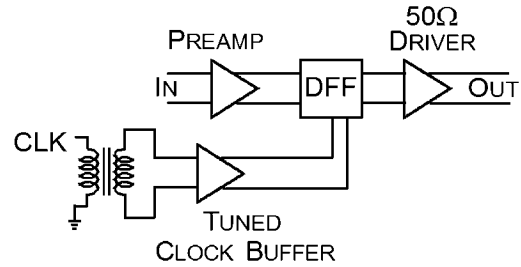 50Ω
PREAMP DRIVER
IN DFF OUT
CLK
TUNED
CLOCK BUFFER